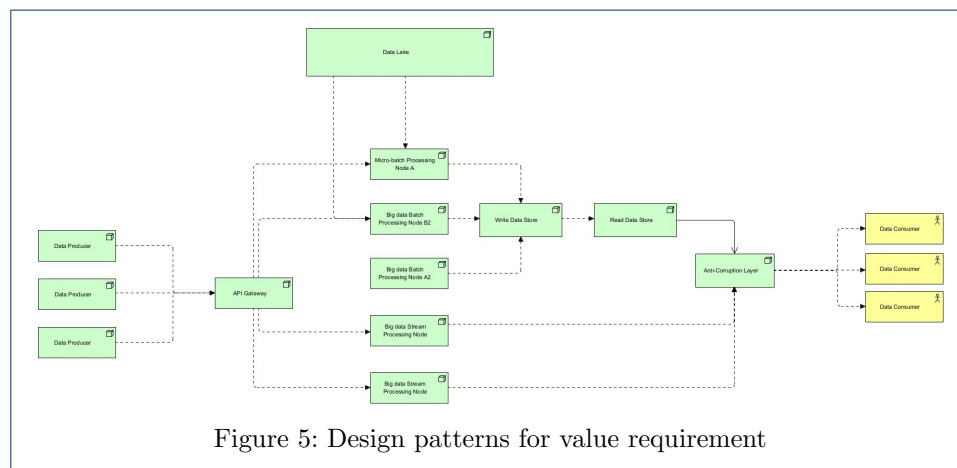 Data Lake
Micro-batch Processing
Node A
Big data Batch
Processing Node B2
Write Data Store
Read Data Store
Data Consumer
Data Producer
Big data Batch
Processing Node A2
Anti-Corruption Layer
Data Consumer
Data Producer
API Gateway
Data Consumer
Data Producer
Big data Stream
Processing Node
Big data Stream
Processing Node
Figure 5: Design patterns for value requirement